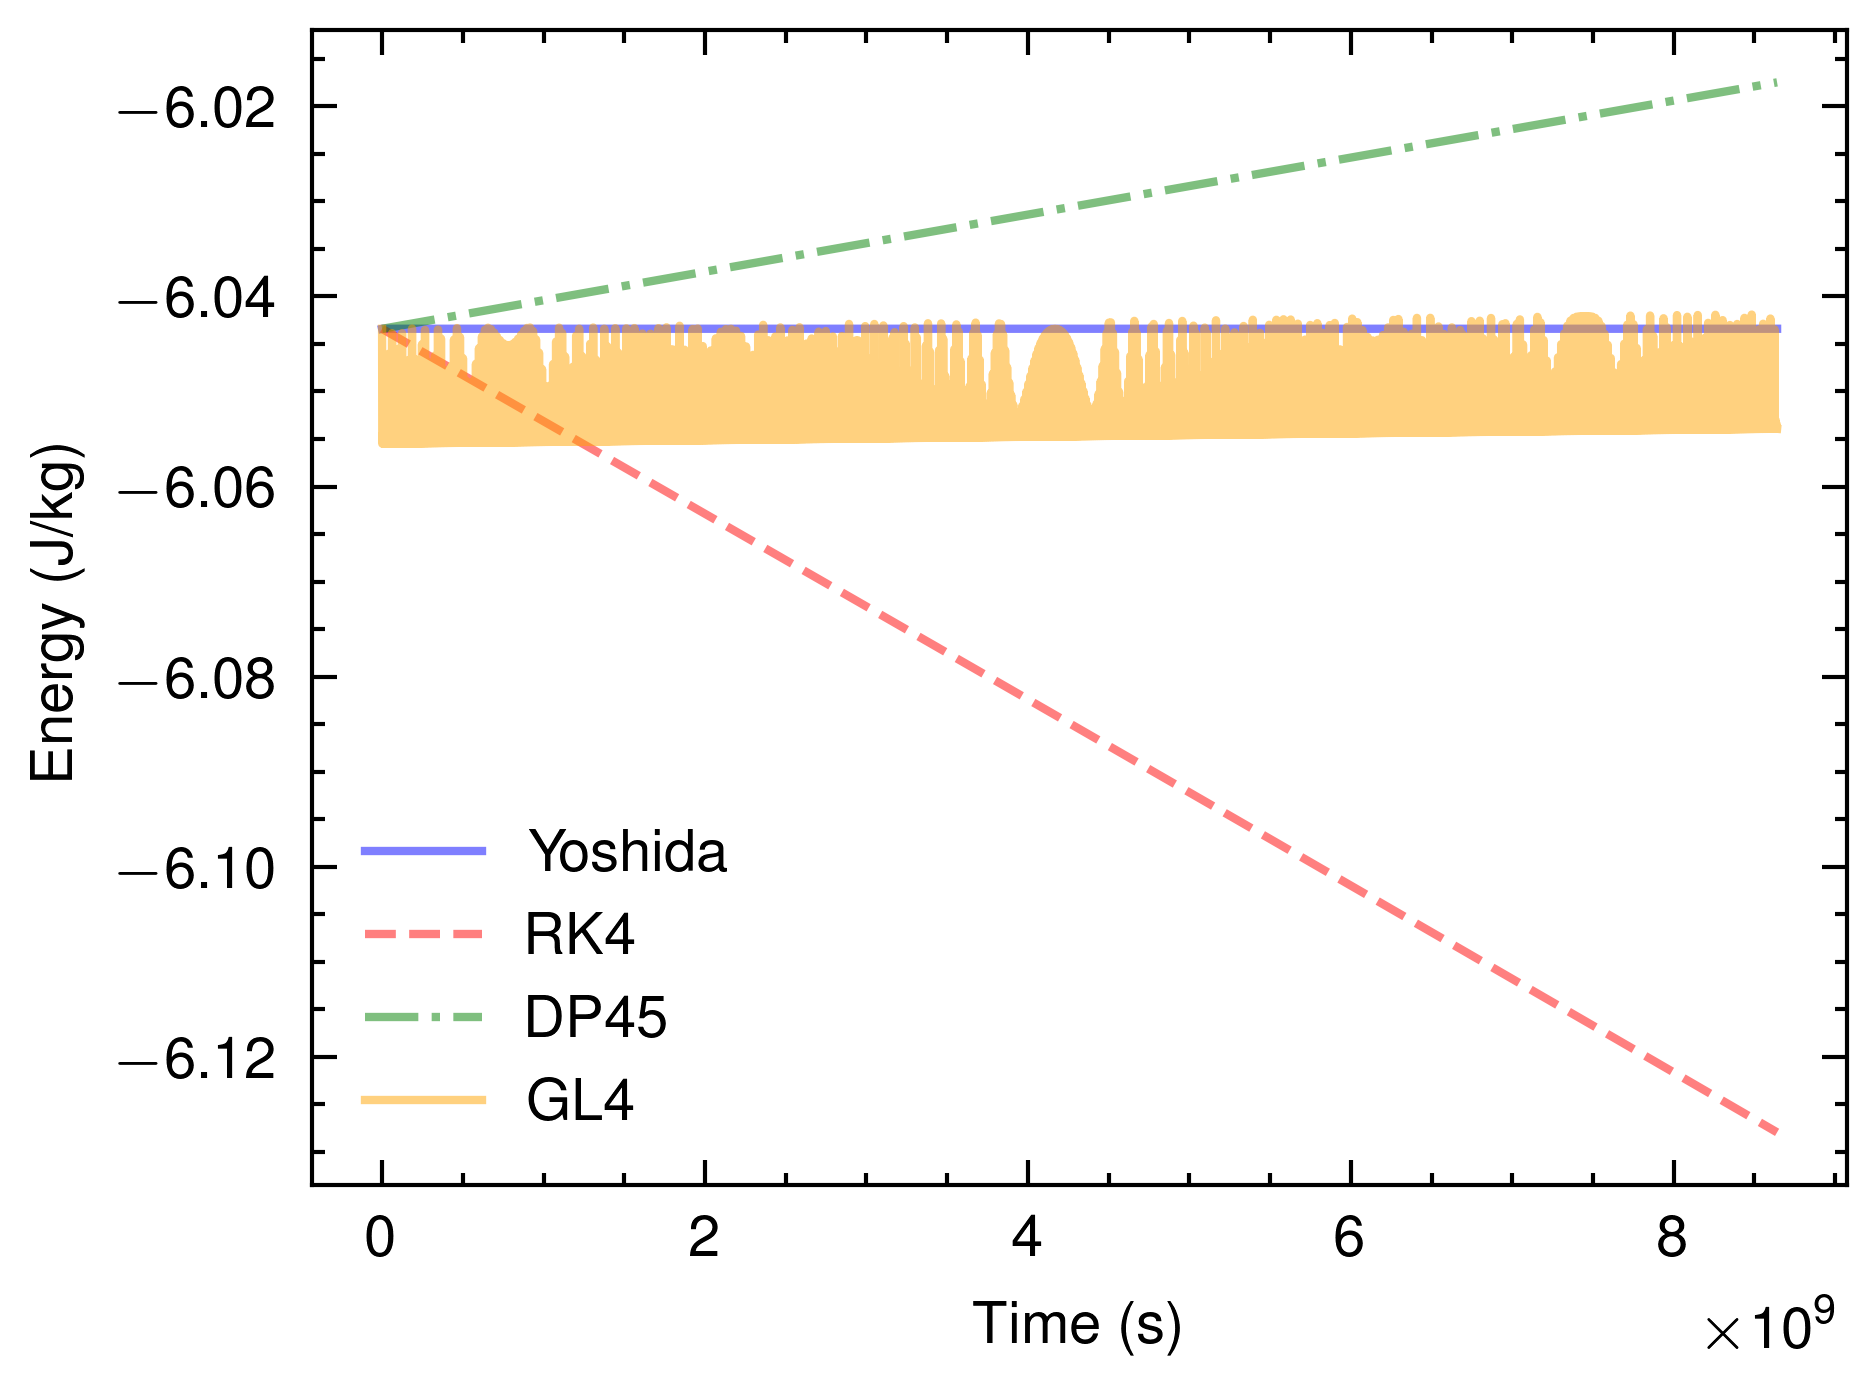 −6.02
−6.04
−6.06
−6.08
−6.10
−6.12
Energy (J/kg)
Yoshida
RK4
DP45
GL4
0 2 4 6 8
Time (s)
×10⁹